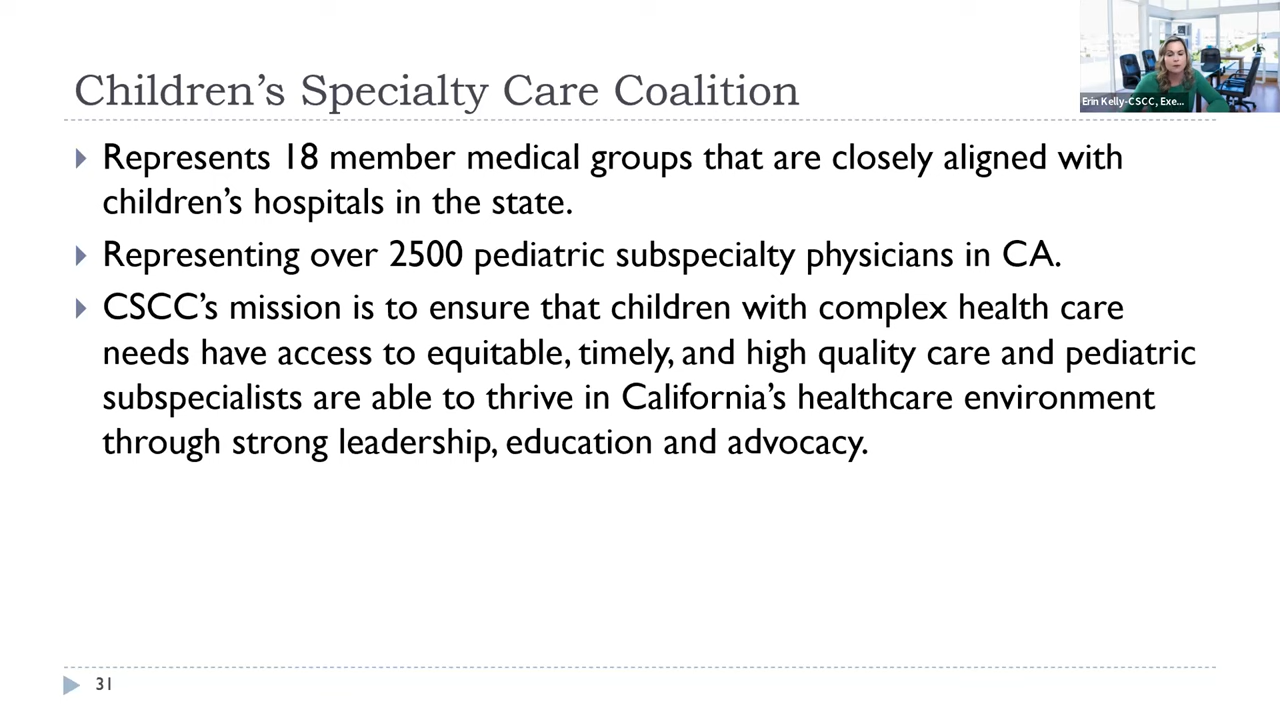 Children's Specialty Care Coalition
Erin Kelly-CSCC, Exe...
Represents 18 member medical groups that are closely aligned with
children's hospitals in the state.
Representing over 2500 pediatric subspecialty physicians in CA.
CSCC's mission is to ensure that children with complex health care
needs have access to equitable, timely, and high quality care and pediatric
subspecialists are able to thrive in California's healthcare environment
through strong leadership, education and advocacy.
31